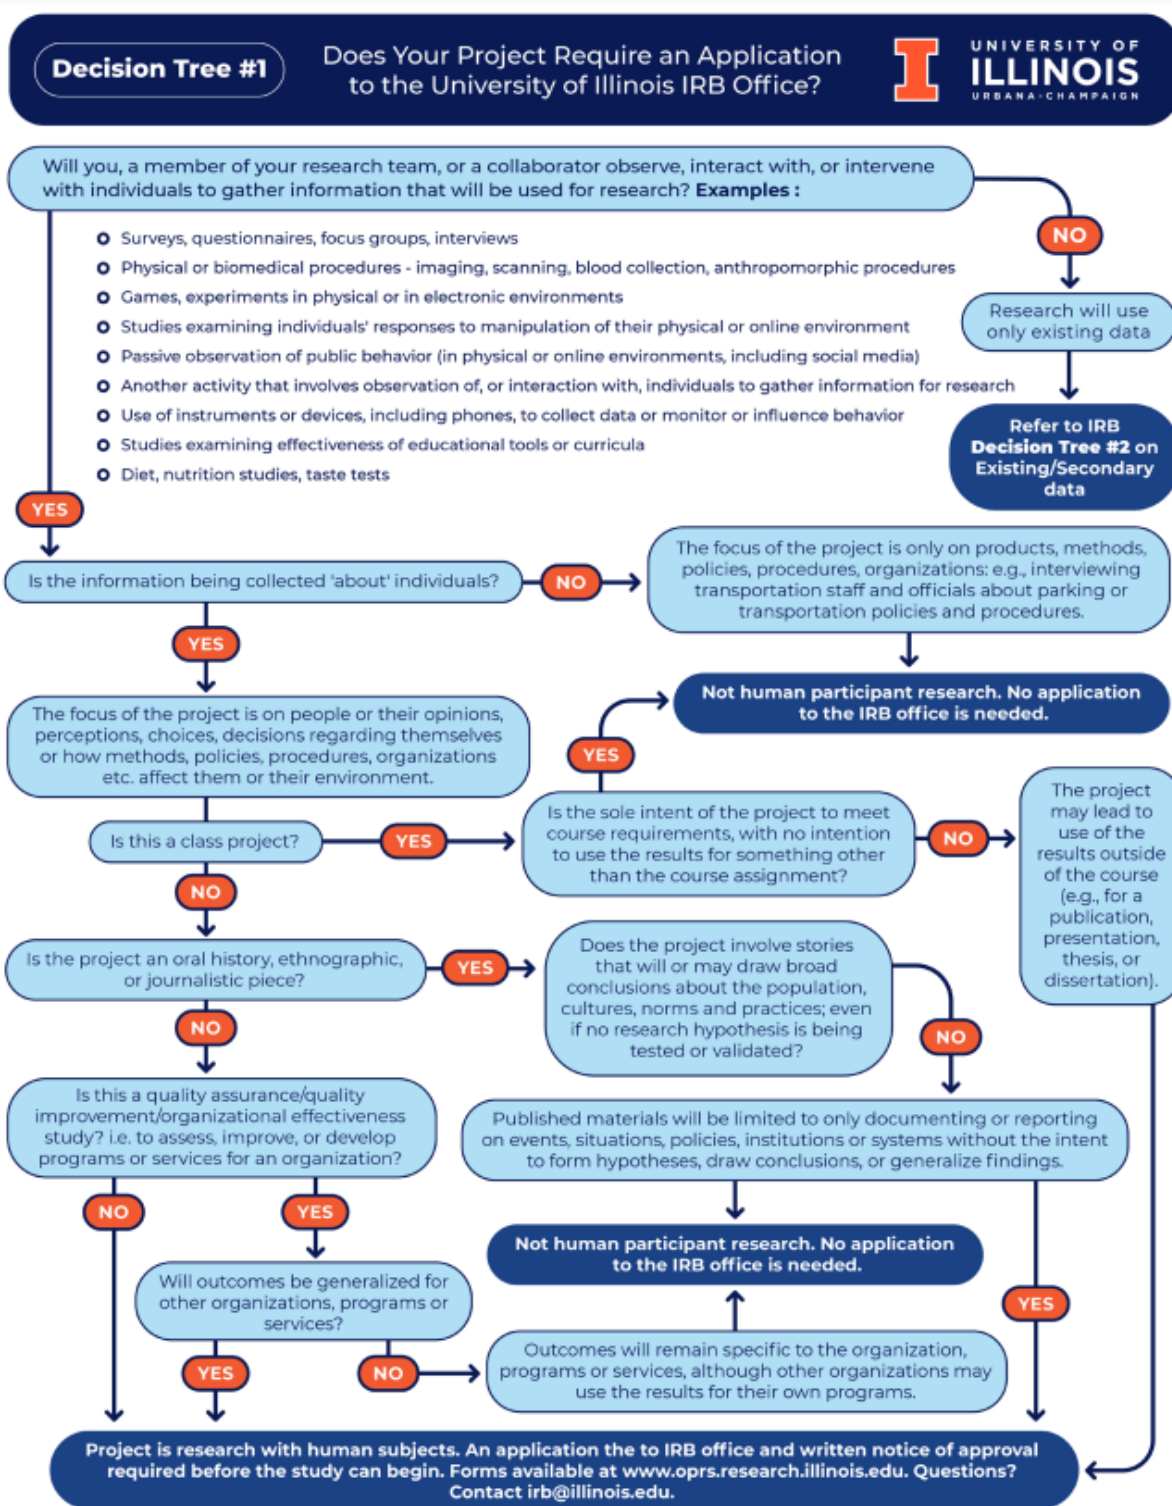 Decision Tree #1
Does Your Project Require an Application
to the University of Illinois IRB Office?
UNIVERSITY OF
ILLINOIS
URBANA-CHAMPAIGN
Will you, a member of your research team, or a collaborator observe, interact with, or intervene
with individuals to gather information that will be used for research? Examples :
Surveys, questionnaires, focus groups, interviews
Physical or biomedical procedures - imaging, scanning, blood collection, anthropomorphic procedures
Games, experiments in physical or in electronic environments
Studies examining individuals' responses to manipulation of their physical or online environment
Passive observation of public behavior (in physical or online environments, including social media)
Another activity that involves observation of, or interaction with, individuals to gather information for research
Use of instruments or devices, including phones, to collect data or monitor or influence behavior
Studies examining effectiveness of educational tools or curricula
Diet, nutrition studies, taste tests
NO
Research will use
only existing data
Refer to IRB
Decision Tree #2 on
Existing/Secondary
data
YES
Is the information being collected 'about' individuals?
NO
The focus of the project is only on products, methods,
policies, procedures, organizations: e.g., interviewing
transportation staff and officials about parking or
transportation policies and procedures.
YES
Not human participant research. No application
to the IRB office is needed.
The focus of the project is on people or their opinions,
perceptions, choices, decisions regarding themselves
or how methods, policies, procedures, organizations
etc. affect them or their environment.
YES
Is this a class project?
YES
Is the sole intent of the project to meet
course requirements, with no intention
to use the results for something other
than the course assignment?
NO
The project
may lead to
use of the
results outside
of the course
(e.g., for a
publication,
presentation,
thesis, or
dissertation).
NO
Is the project an oral history, ethnographic,
or journalistic piece?
YES
Does the project involve stories
that will or may draw broad
conclusions about the population,
cultures, norms and practices; even
if no research hypothesis is being
tested or validated?
NO
NO
Is this a quality assurance/quality
improvement/organizational effectiveness
study? i.e. to assess, improve, or develop
programs or services for an organization?
Published materials will be limited to only documenting or reporting
on events, situations, policies, institutions or systems without the intent
to form hypotheses, draw conclusions, or generalize findings.
NO
YES
Not human participant research. No application
to the IRB office is needed.
Will outcomes be generalized for
other organizations, programs or
services?
YES
YES
NO
Outcomes will remain specific to the organization,
programs or services, although other organizations may
use the results for their own programs.
Project is research with human subjects. An application the to IRB office and written notice of approval
required before the study can begin. Forms available at www.oprs.research.illinois.edu. Questions?
Contact irb@illinois.edu.